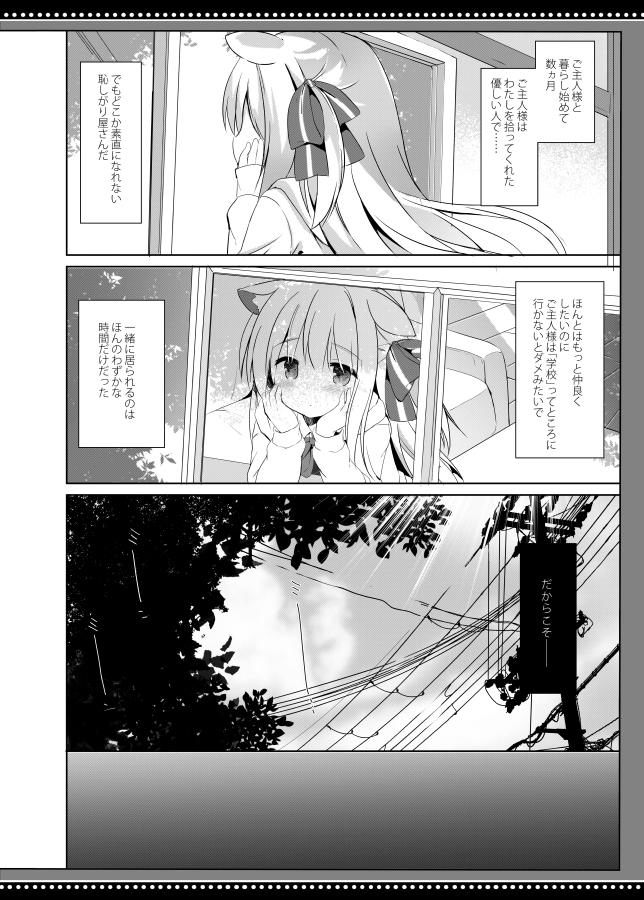 ご主人様と
暮らし始めて
数ヵ月
ご主人様は
わたしを拾ってくれた
優しい人で……
でもどこか素直になれない
恥しがり屋さんだ
ほんとはもっと仲良く
したいのに
ご主人様は「学校」ってところに
行かないとダメみたいで
一緒に居られるのは
ほんのわずかな
時間だけだった
だからこそ――